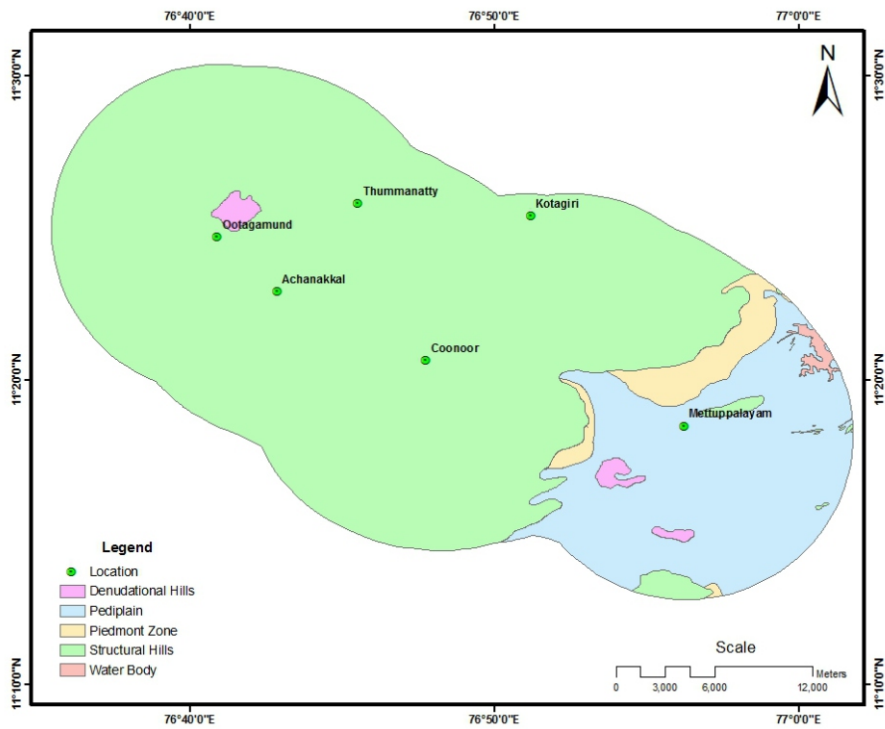 76°40'0"E 76°50'0"E 77°0'0"E
11°30'0"N 11°30'0"N
N
Thummanatty
Kotagiri
Ootagamund
Achanakkal
Coonoor
11°20'0"N 11°20'0"N
Mettuppalayam
Legend
Location
Denudational Hills
Pediplain
Piedmont Zone
Structural Hills
Water Body
Scale
Meters
0 3,000 6,000 12,000
11°10'0"N 11°10'0"N
76°40'0"E 76°50'0"E 77°0'0"E